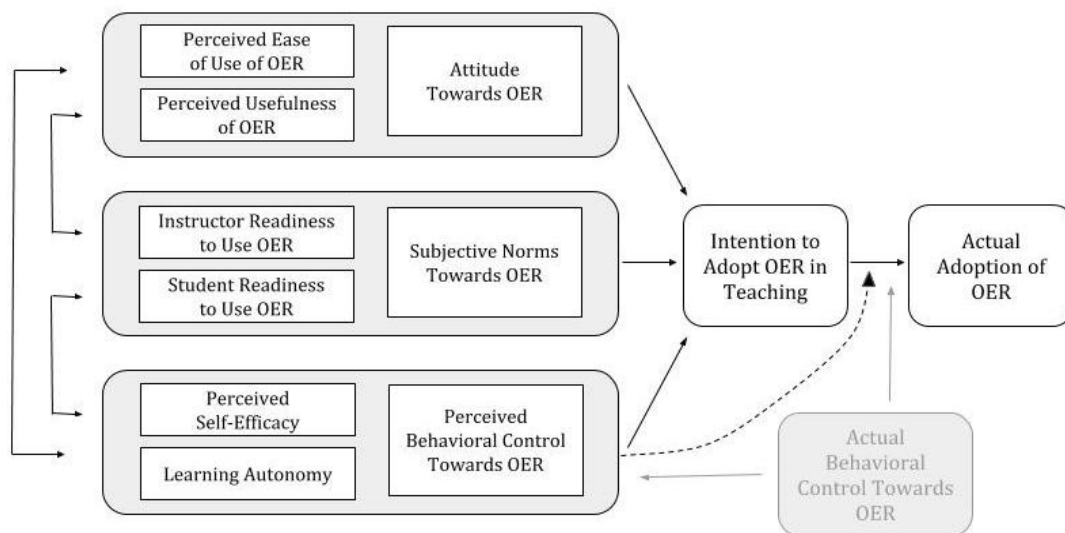 Perceived Ease
of Use of OER
Perceived Usefulness
of OER
Attitude
Towards OER
Instructor Readiness
to Use OER
Student Readiness
to Use OER
Subjective Norms
Towards OER
Perceived
Self-Efficacy
Learning Autonomy
Perceived
Behavioral Control
Towards OER
Intention to
Adopt OER in
Teaching
Actual
Adoption of
OER
Actual
Behavioral
Control Towards
OER